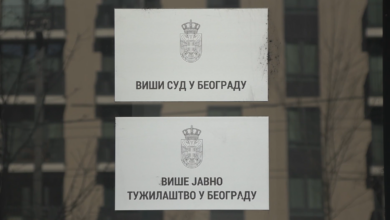 ВИШИ СУД У БЕОГРАДУ
ВИШЕ ЈАВНО
ТУЖИЛАШТВО У БЕОГРАДУ